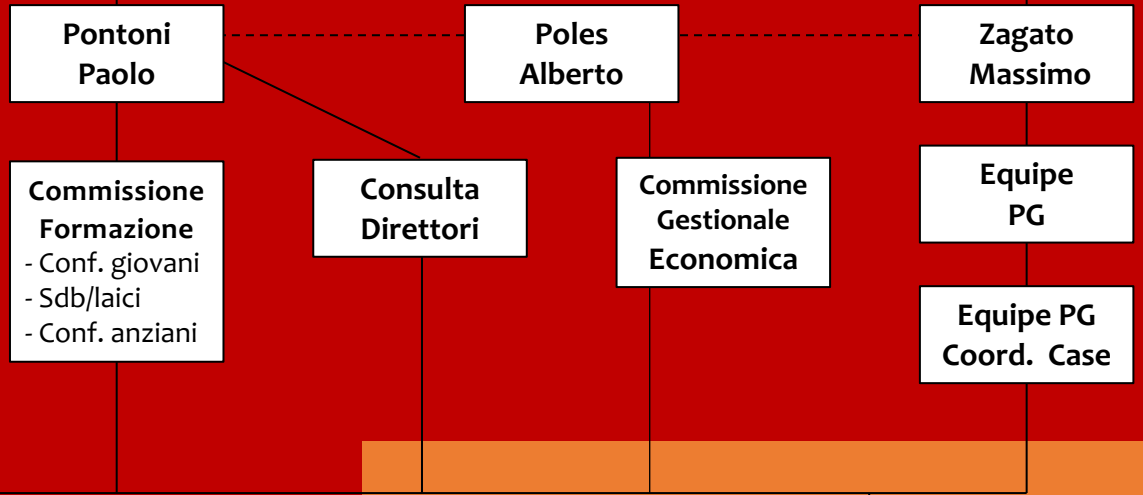 Pontoni
Paolo
Poles
Alberto
Zagato
Massimo
Commissione
Formazione
- Conf. giovani
- Sdb/laici
- Conf. anziani
Consulta
Direttori
Commissione
Gestionale
Economica
Equipe
PG
Equipe PG
Coord. Case